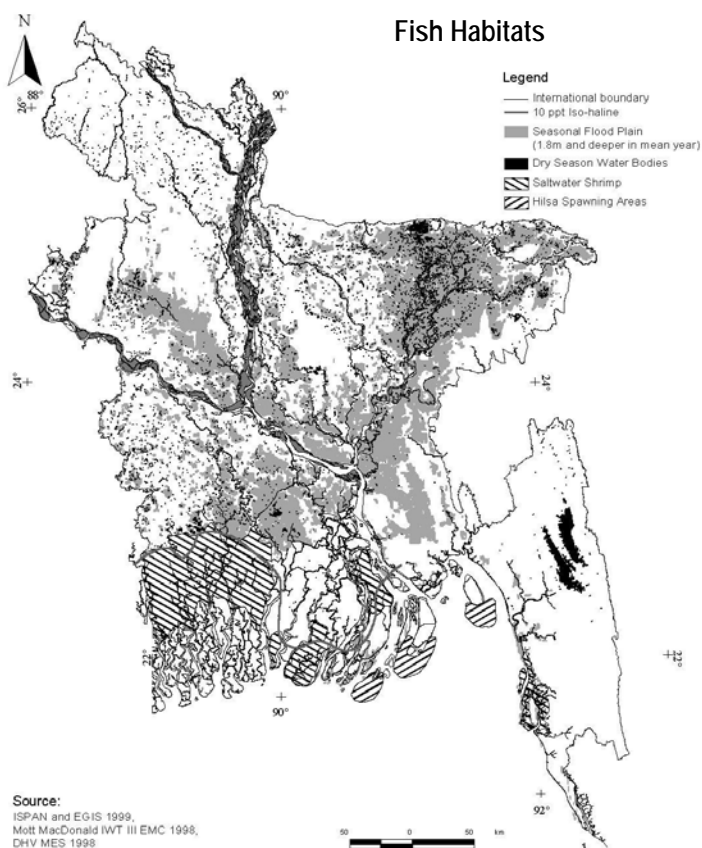 Fish Habitats
N
88°
26°
90°
Legend
International boundary
10 ppt Iso-haline
Seasonal Flood Plain
(1.8m and deeper in mean year)
Dry Season Water Bodies
Saltwater Shrimp
Hilsa Spawning Areas
24°
24°
22°
22°
90°
92°
Source:
ISPAN and EGIS 1999,
Mott MacDonald IWT III EMC 1998,
DHV MES 1998
50 0 50 km